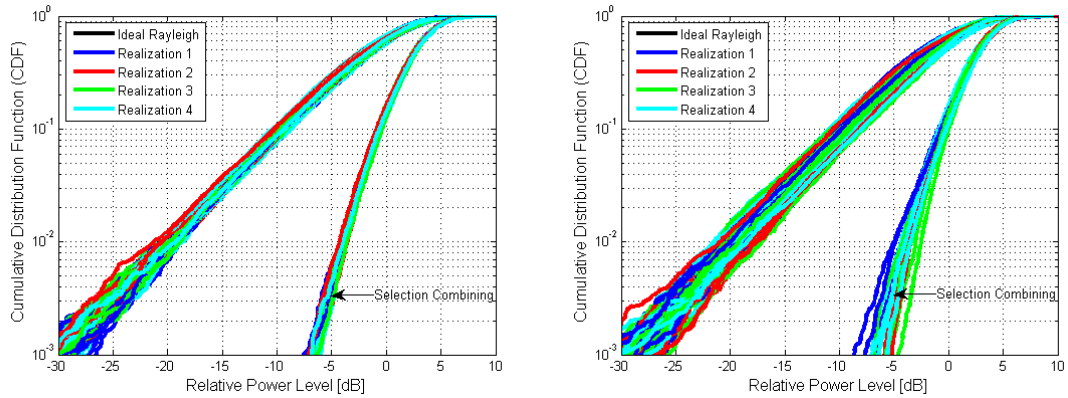 Cumulative Distribution Function (CDF)
10^0
10^-1
10^-2
10^-3
Ideal Rayleigh
Realization 1
Realization 2
Realization 3
Realization 4
Selection Combining
-30 -25 -20 -15 -10 -5 0 5 10
Relative Power Level [dB]
Cumulative Distribution Function (CDF)
10^0
10^-1
10^-2
10^-3
Ideal Rayleigh
Realization 1
Realization 2
Realization 3
Realization 4
Selection Combining
-30 -25 -20 -15 -10 -5 0 5 10
Relative Power Level [dB]